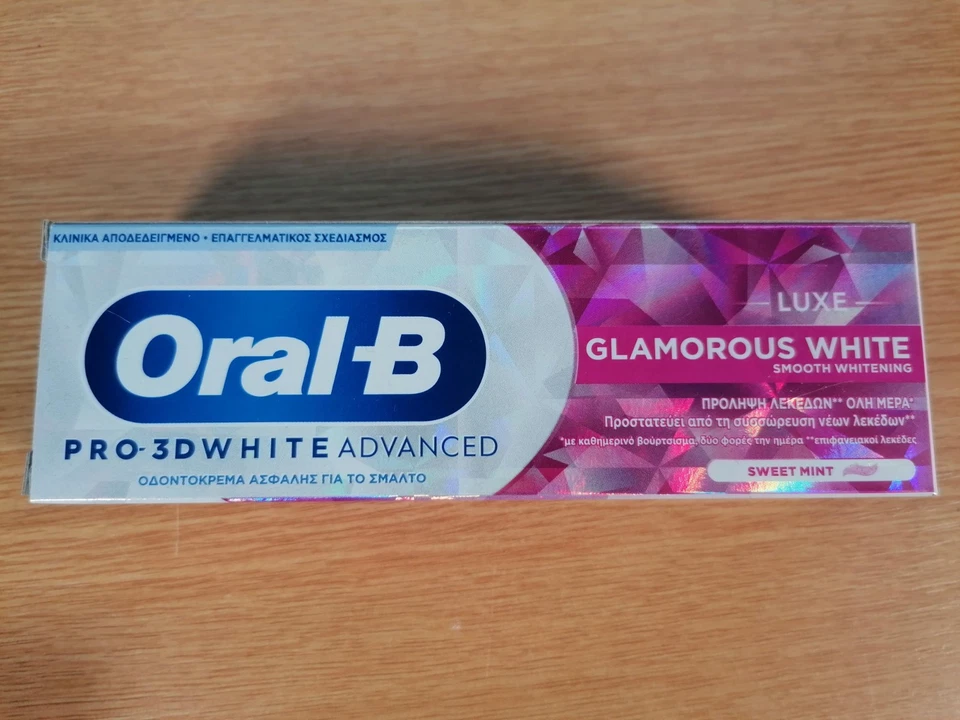 ΚΛΙΝΙΚΑ ΑΠΟΔΕΔΕΙΓΜΕΝΟ • ΕΠΑΓΓΕΛΜΑΤΙΚΟΣ ΣΧΕΔΙΑΣΜΟΣ
Oral-B
PRO-3DWHITE ADVANCED
ΟΔΟΝΤΟΚΡΕΜΑ ΑΣΦΑΛΗΣ ΓΙΑ ΤΟ ΣΜΑΛΤΟ
LUXE
GLAMOROUS WHITE
SMOOTH WHITENING
ΠΡΟΛΗΨΗ ΛΕΚΕΔΩΝ** ΟΛΗ ΜΕΡΑ*
Προστατεύει από τη συσσώρευση νέων λεκέδων**
*με καθημερινό βούρτσισμα, δύο φορές την ημέρα **επιφανειακοί λεκέδες
SWEET MINT